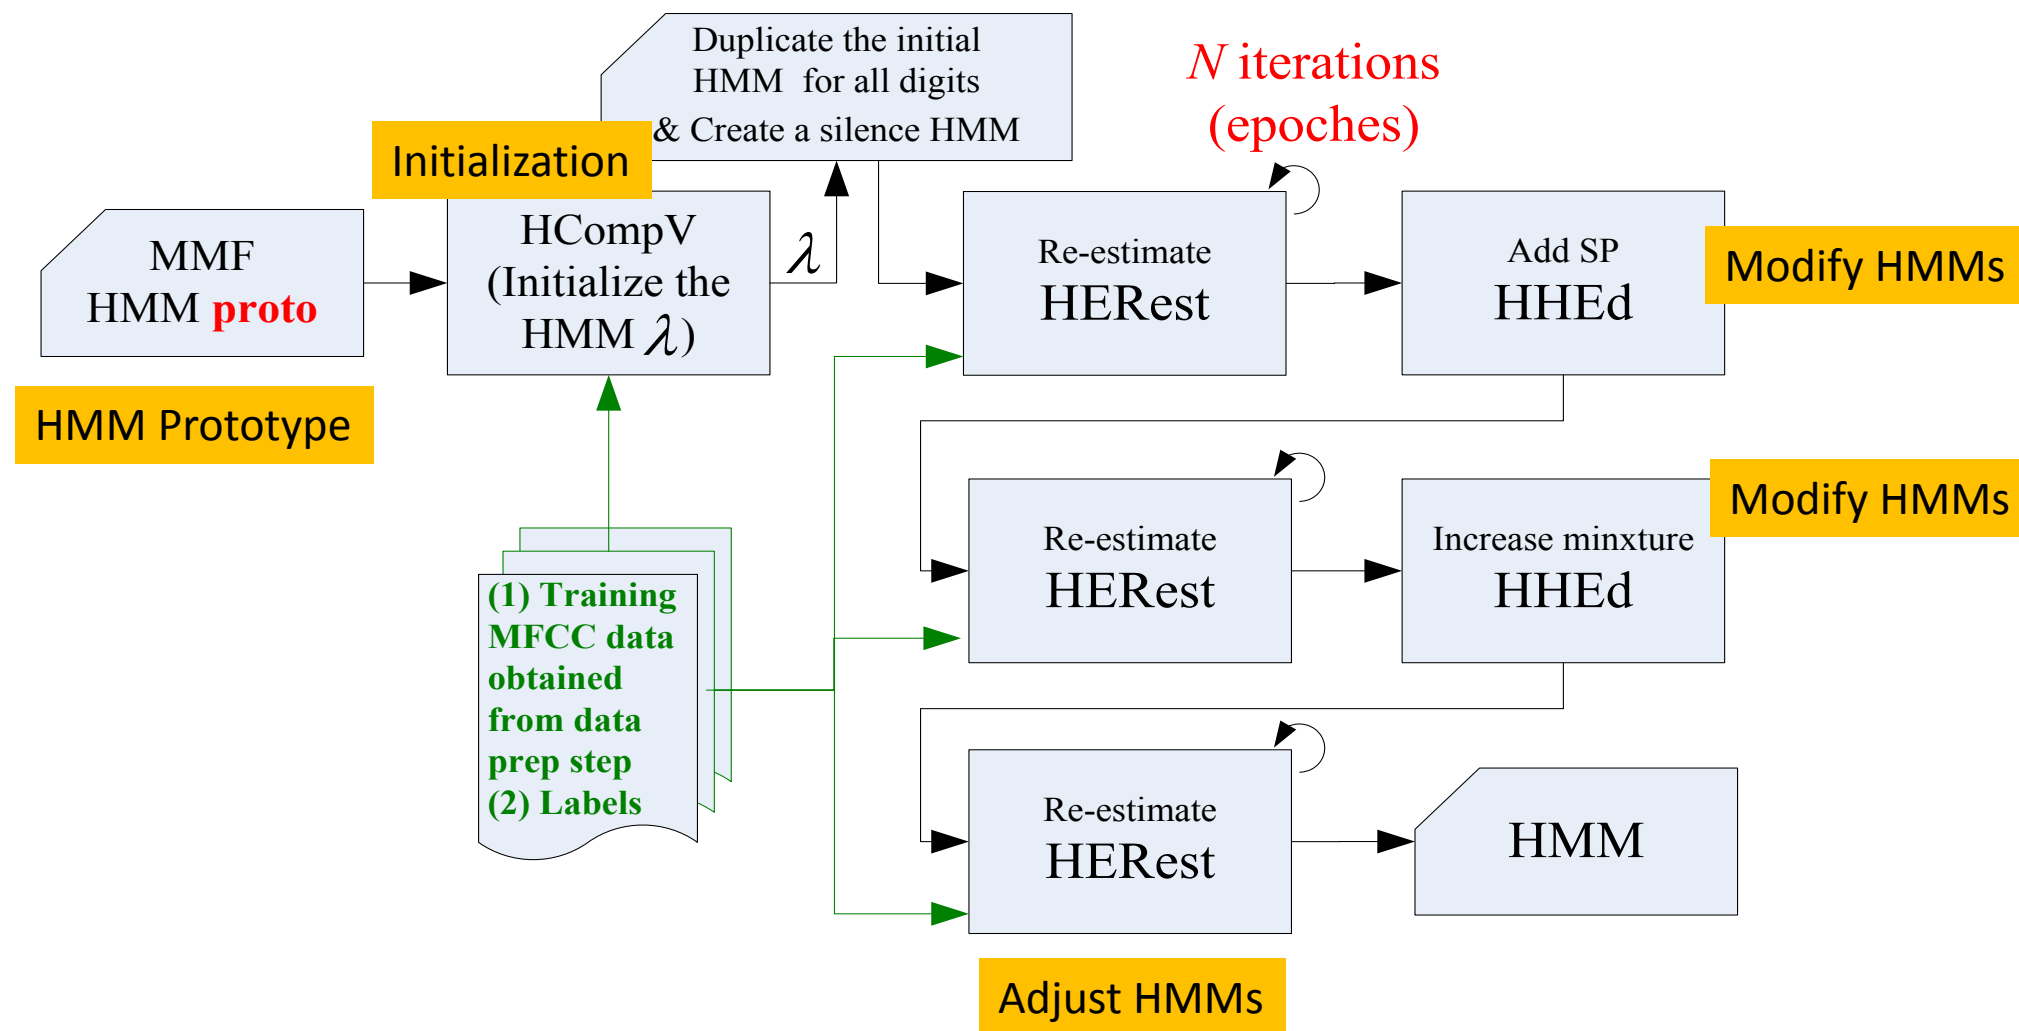 Duplicate the initial
HMM for all digits
& Create a silence HMM
N iterations
(epoches)
Initialization
MMF
HMM proto
HMM Prototype
HCompV
(Initialize the
HMM λ)
λ
Re-estimate
HERest
Add SP
HHEd
Modify HMMs
(1) Training
MFCC data
obtained
from data
prep step
(2) Labels
Re-estimate
HERest
Increase minxture
HHEd
Modify HMMs
Re-estimate
HERest
HMM
Adjust HMMs